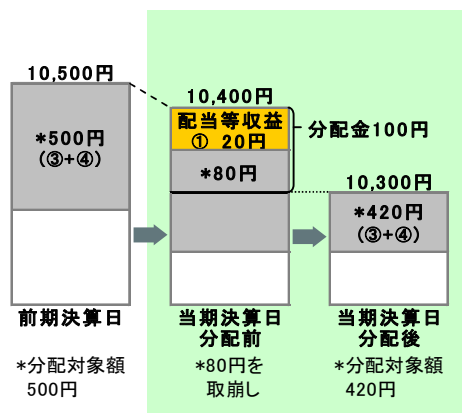 10,500円
*500円
(③+④)
前期決算日
*分配対象額
500円
10,400円
配当等収益
① 20円
*80円
分配金100円
当期決算日
分配前
*80円を
取崩し
10,300円
*420円
(③+④)
当期決算日
分配後
*分配対象額
420円